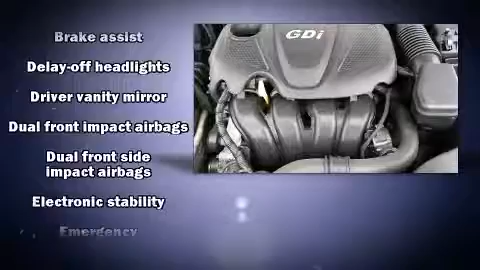 Brake assist
Delay-off headlights
Driver vanity mirror
Dual front impact airbags
Dual front side
impact airbags
Electronic stability
Emergency
GDi